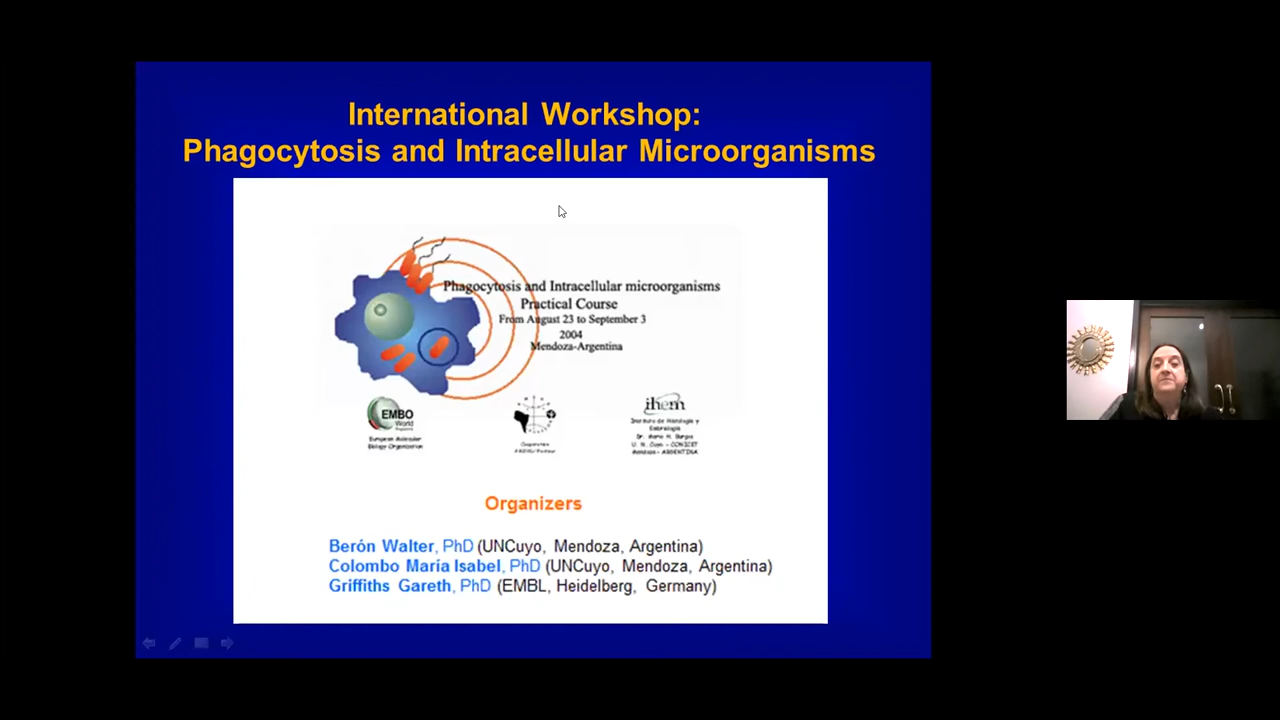 International Workshop:
Phagocytosis and Intracellular Microorganisms
Phagocytosis and Intracellular microorganisms
Practical Course
From August 23 to September 3
2004
Mendoza-Argentina
EMBO
World
European Molecular
Biology Organization
ihem
Instituto de Histología y
Embriología
Dr. Mario H. Burgos
U. N. Cuyo - CONICET
Mendoza - ARGENTINA
Organizers
Berón Walter, PhD (UNCuyo, Mendoza, Argentina)
Colombo María Isabel, PhD (UNCuyo, Mendoza, Argentina)
Griffiths Gareth, PhD (EMBL, Heidelberg, Germany)